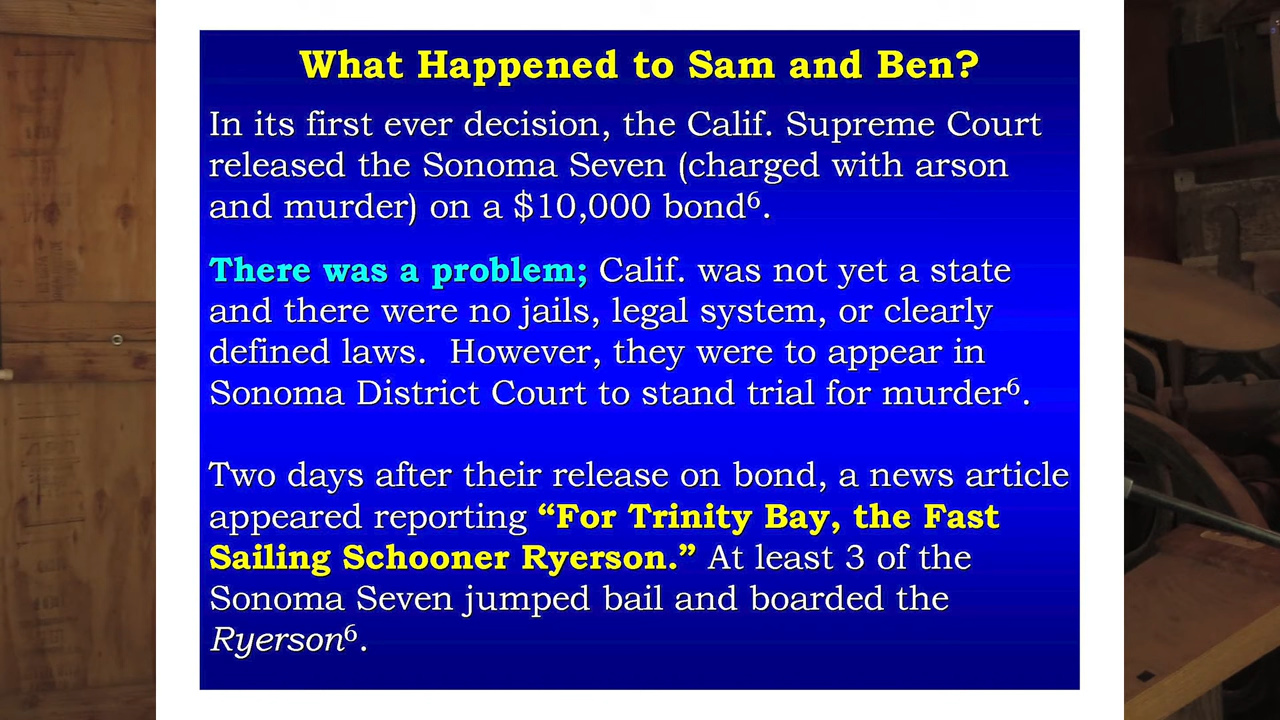 What Happened to Sam and Ben?
In its first ever decision, the Calif. Supreme Court
released the Sonoma Seven (charged with arson
and murder) on a $10,000 bond⁶.
There was a problem; Calif. was not yet a state
and there were no jails, legal system, or clearly
defined laws.  However, they were to appear in
Sonoma District Court to stand trial for murder⁶.
Two days after their release on bond, a news article
appeared reporting “For Trinity Bay, the Fast
Sailing Schooner Ryerson.” At least 3 of the
Sonoma Seven jumped bail and boarded the
Ryerson⁶.